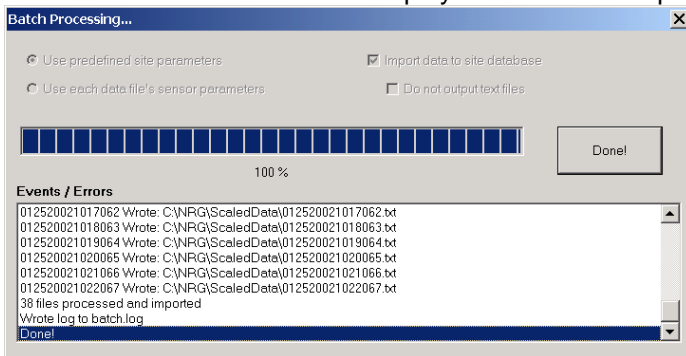 Batch Processing...
Use predefined site parameters
Import data to site database
Use each data file's sensor parameters
Do not output text files
Done!
100 %
Events / Errors
012520021017062 Wrote: C:\NRG\ScaledData\012520021017062.txt
012520021018063 Wrote: C:\NRG\ScaledData\012520021018063.txt
012520021019064 Wrote: C:\NRG\ScaledData\012520021019064.txt
012520021020065 Wrote: C:\NRG\ScaledData\012520021020065.txt
012520021021066 Wrote: C:\NRG\ScaledData\012520021021066.txt
012520021022067 Wrote: C:\NRG\ScaledData\012520021022067.txt
38 files processed and imported
Wrote log to batch.log
Done!